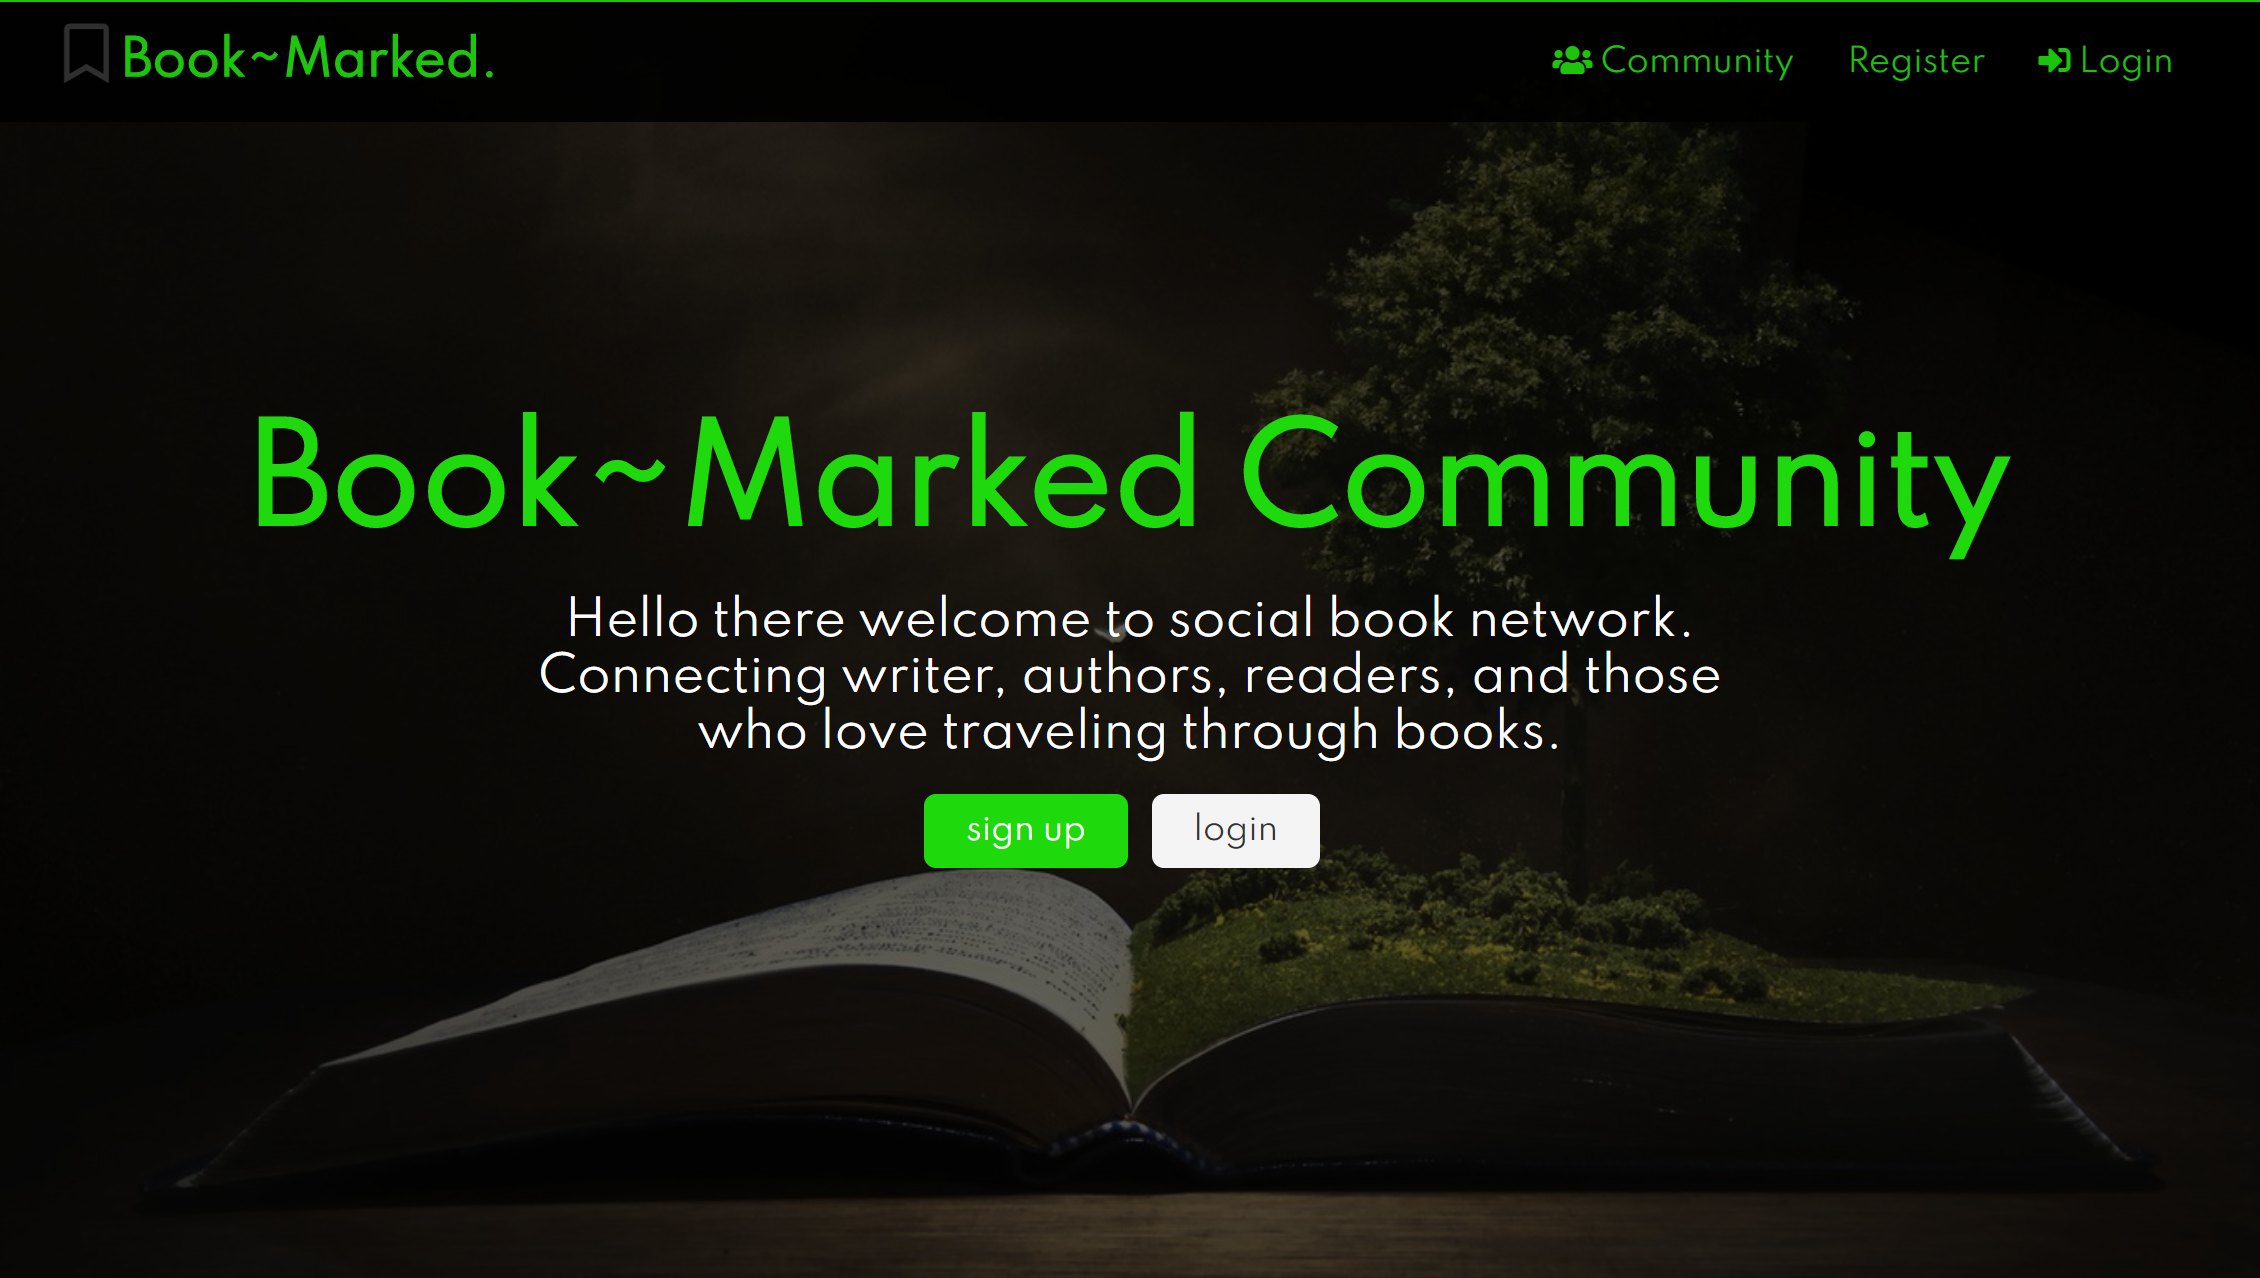 Book~Marked.
Community
Register
Login
Book~Marked Community
Hello there welcome to social book network.
Connecting writer, authors, readers, and those
who love traveling through books.
sign up
login